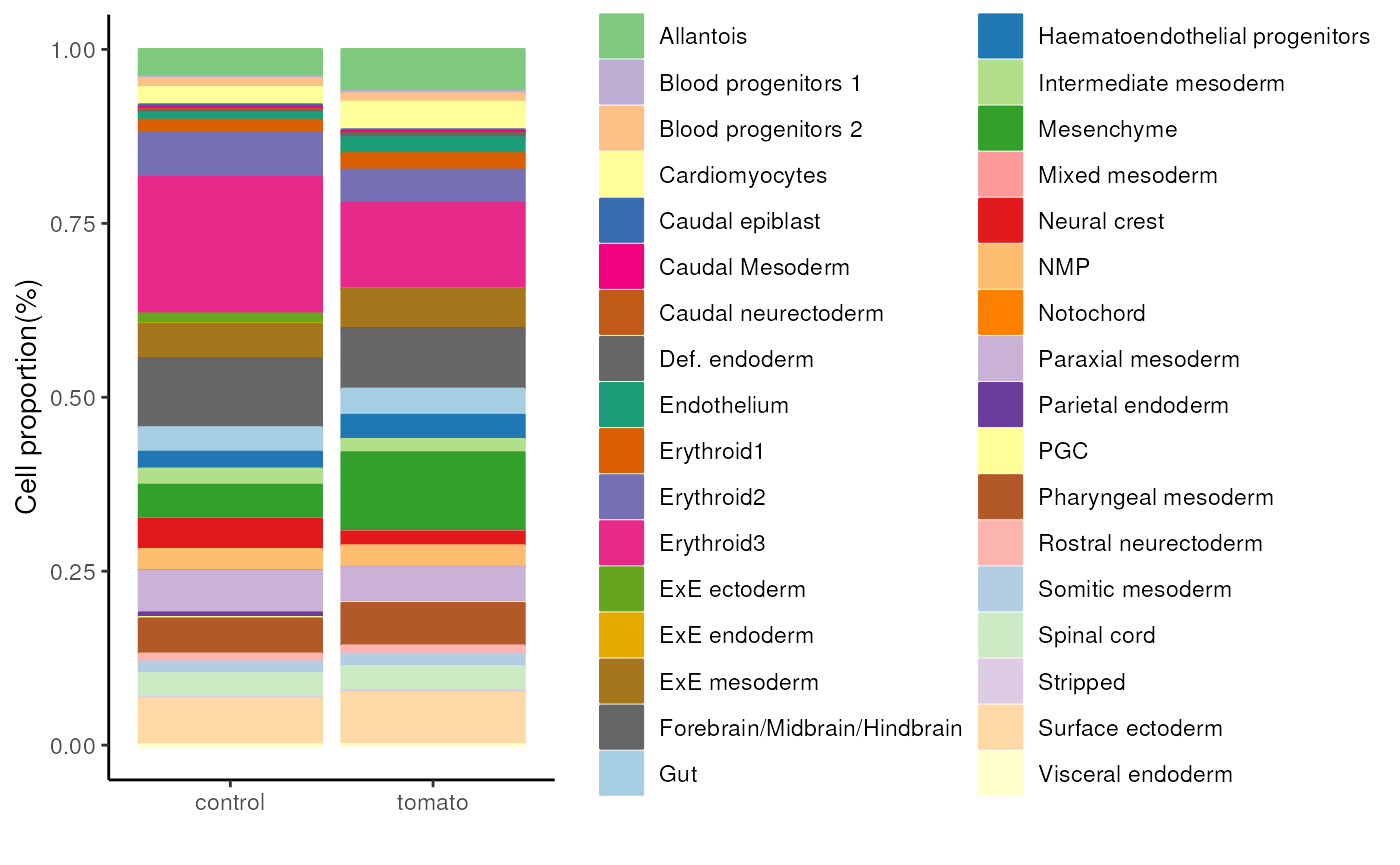 Cell proportion(%)
1.00
0.75
0.50
0.25
0.00
control
tomato
Allantois
Blood progenitors 1
Blood progenitors 2
Cardiomyocytes
Caudal epiblast
Caudal Mesoderm
Caudal neurectoderm
Def. endoderm
Endothelium
Erythroid1
Erythroid2
Erythroid3
ExE ectoderm
ExE endoderm
ExE mesoderm
Forebrain/Midbrain/Hindbrain
Gut
Haematoendothelial progenitors
Intermediate mesoderm
Mesenchyme
Mixed mesoderm
Neural crest
NMP
Notochord
Paraxial mesoderm
Parietal endoderm
PGC
Pharyngeal mesoderm
Rostral neurectoderm
Somitic mesoderm
Spinal cord
Stripped
Surface ectoderm
Visceral endoderm